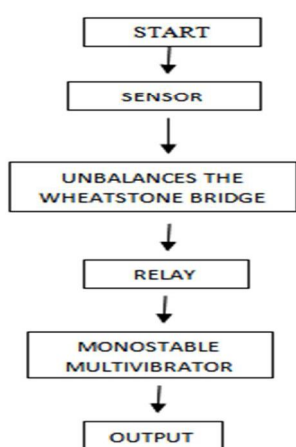 START
SENSOR
UNBALANCES THE
WHEATSTONE BRIDGE
RELAY
MONOSTABLE
MULTIVIBRATOR
OUTPUT